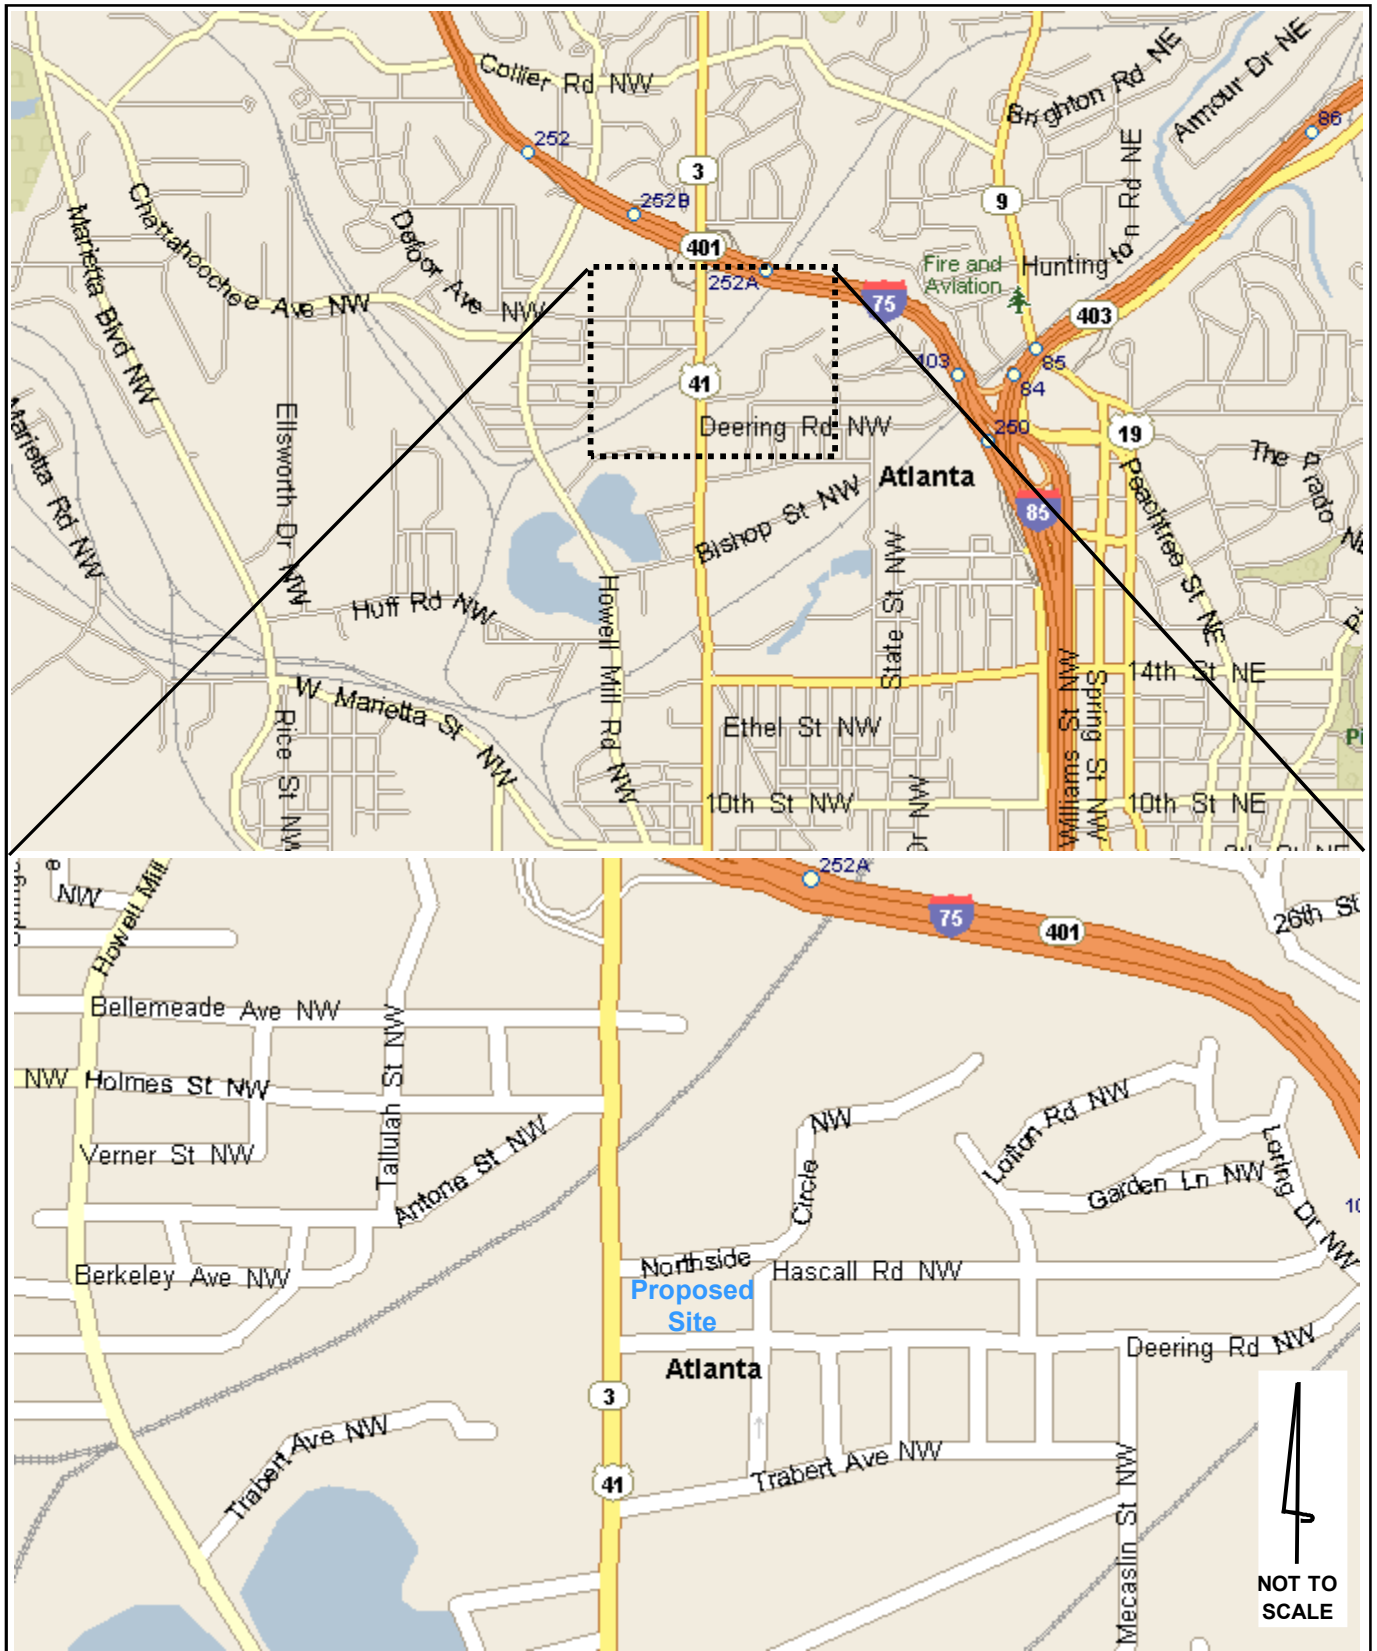 Collier Rd NW
Brighton Rd NE
Armour Dr NE
86
252
3
252B
9
Huntington Rd NE
Chattahoochee Ave NW
Defoor Ave NW
Marietta Blvd NW
401
252A
Fire and
Aviation
75
403
103
85
84
41
Deering Rd NW
250
19
Ellsworth Dr NW
Marietta Rd NW
Atlanta
The Prado NE
Peachtree St NE
85
Bishop St NW
State St NW
Huff Rd NW
Howell Mill Rd NW
W Marietta St NW
14th St NE
Williams St NW
Spring St NW
Rice St NW
Ethel St NW
10th St NW
Dr NW
10th St NE
252A
NW
Howell Mill
75
401
26th St
Bellemeade Ave NW
Tallulah St NW
NW
Holmes St NW
Verner St NW
Antone St NW
Northside Circle NW
Lofton Rd NW
Garden Ln NW
Loring Dr NW
10
Berkeley Ave NW
Hascall Rd NW
Proposed
Site
Deering Rd NW
Atlanta
3
Trabert Ave NW
41
Trabert Ave NW
Mecaslin St NW
NOT TO
SCALE